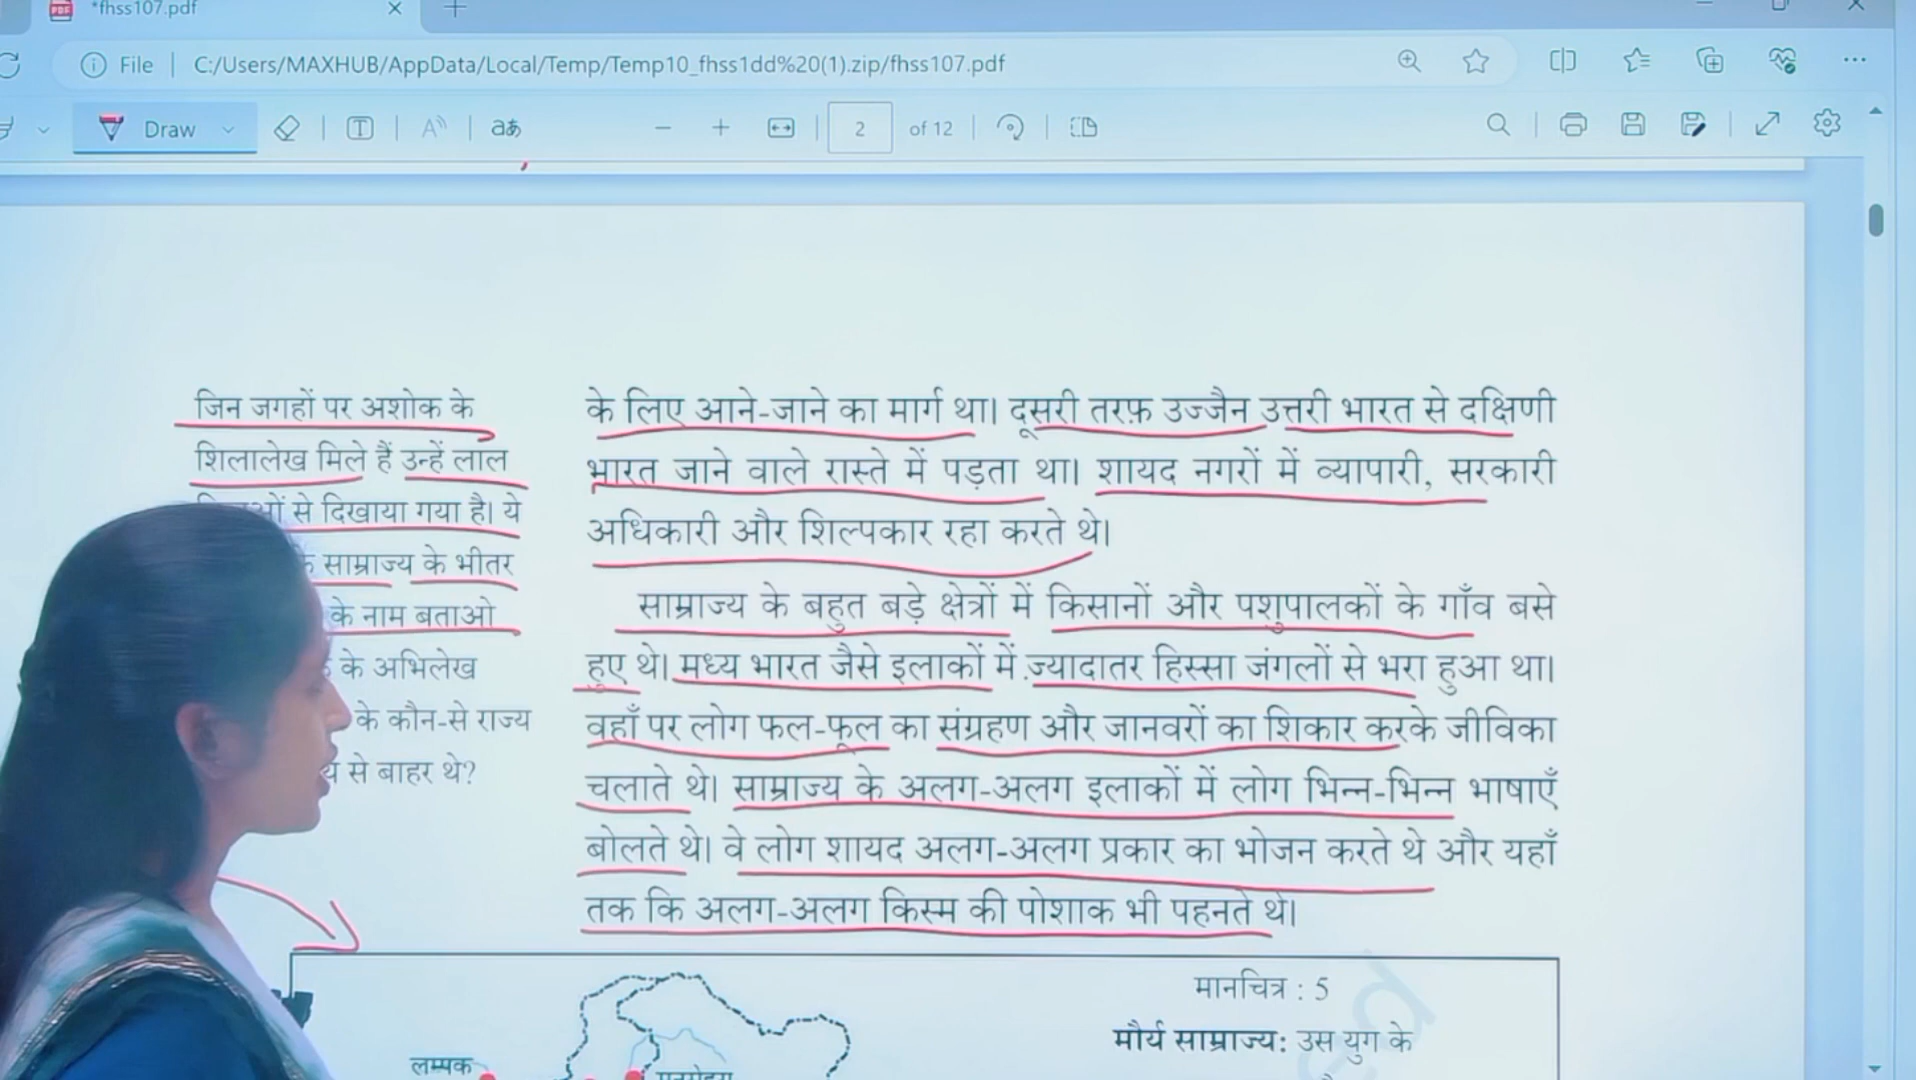 *fhss107.pdf
File
C:/Users/MAXHUB/AppData/Local/Temp/Temp10_fhss1dd%20(1).zip/fhss107.pdf
Draw
aあ
2 of 12
जिन जगहों पर अशोक के
शिलालेख मिले हैं उन्हें लाल
से दिखाया गया है। ये
साम्राज्य के भीतर
के नाम बताओ
के अभिलेख
के कौन-से राज्य
से बाहर थे?
के लिए आने-जाने का मार्ग था। दूसरी तरफ़ उज्जैन उत्तरी भारत से दक्षिणी
भारत जाने वाले रास्ते में पड़ता था। शायद नगरों में व्यापारी, सरकारी
अधिकारी और शिल्पकार रहा करते थे।
साम्राज्य के बहुत बड़े क्षेत्रों में किसानों और पशुपालकों के गाँव बसे
हुए थे। मध्य भारत जैसे इलाकों में ज़्यादातर हिस्सा जंगलों से भरा हुआ था।
वहाँ पर लोग फल-फूल का संग्रहण और जानवरों का शिकार करके जीविका
चलाते थे। साम्राज्य के अलग-अलग इलाकों में लोग भिन्न-भिन्न भाषाएँ
बोलते थे। वे लोग शायद अलग-अलग प्रकार का भोजन करते थे और यहाँ
तक कि अलग-अलग किस्म की पोशाक भी पहनते थे।
मानचित्र : 5
मौर्य साम्राज्य: उस युग के
लम्पक